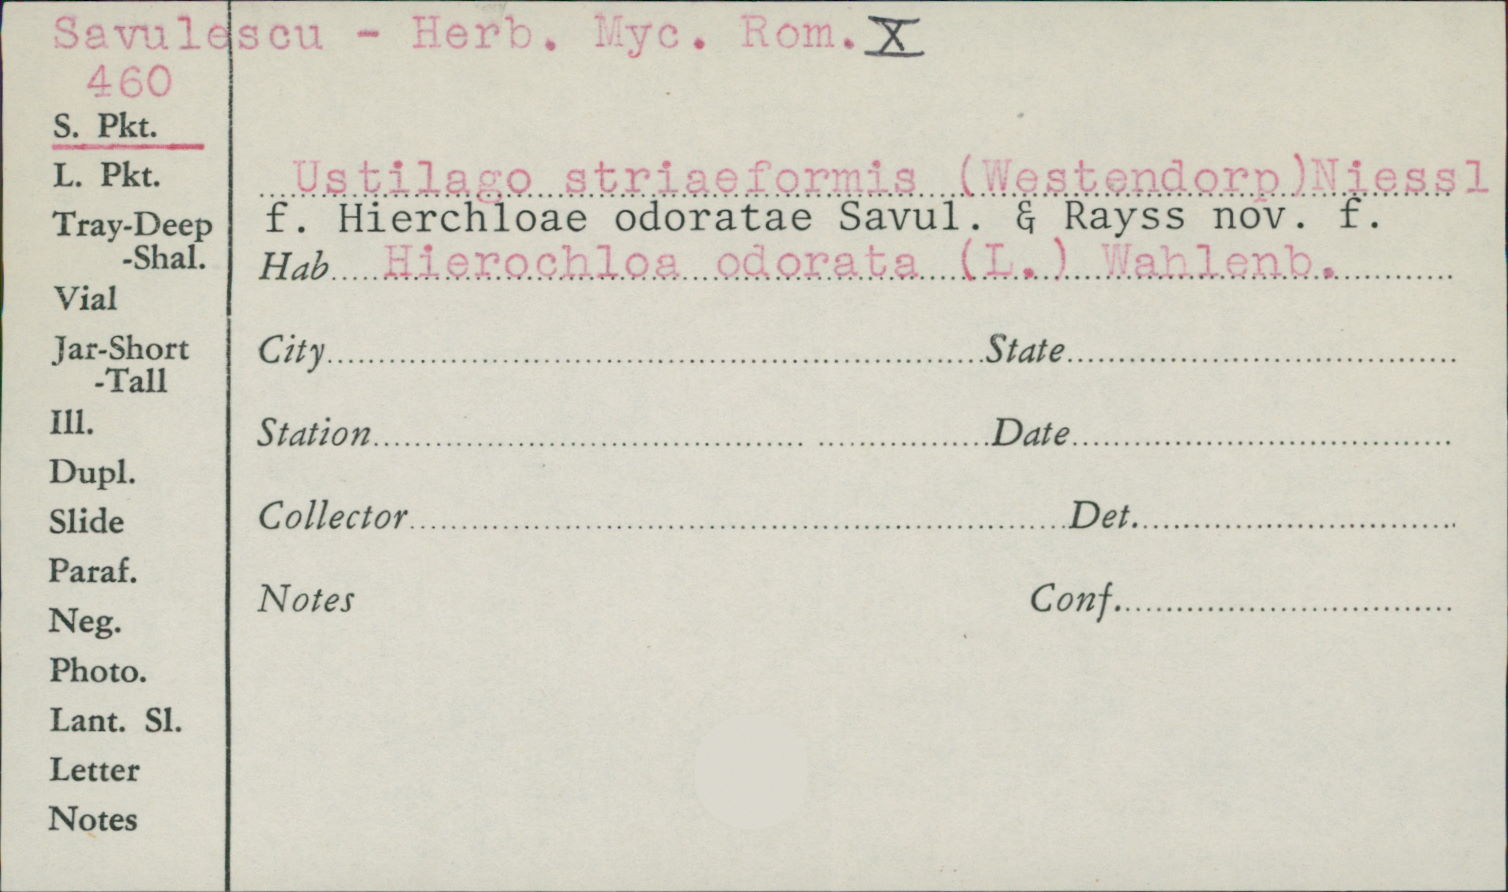 Savulescu - Herb. Myc. Rom. X
460
S. Pkt.
L. Pkt.
Ustilago striaeformis (Westendorp)Niessl
Tray-Deep
f. Hierchloae odoratae Savul. & Rayss nov. f.
-Shal.
Hab. Hierochloa odorata (L.) Wahlenb.
Vial
Jar-Short
City
State
-Tall
Ill.
Station
Date
Dupl.
Slide
Collector
Det.
Paraf.
Notes
Conf.
Neg.
Photo.
Lant. Sl.
Letter
Notes